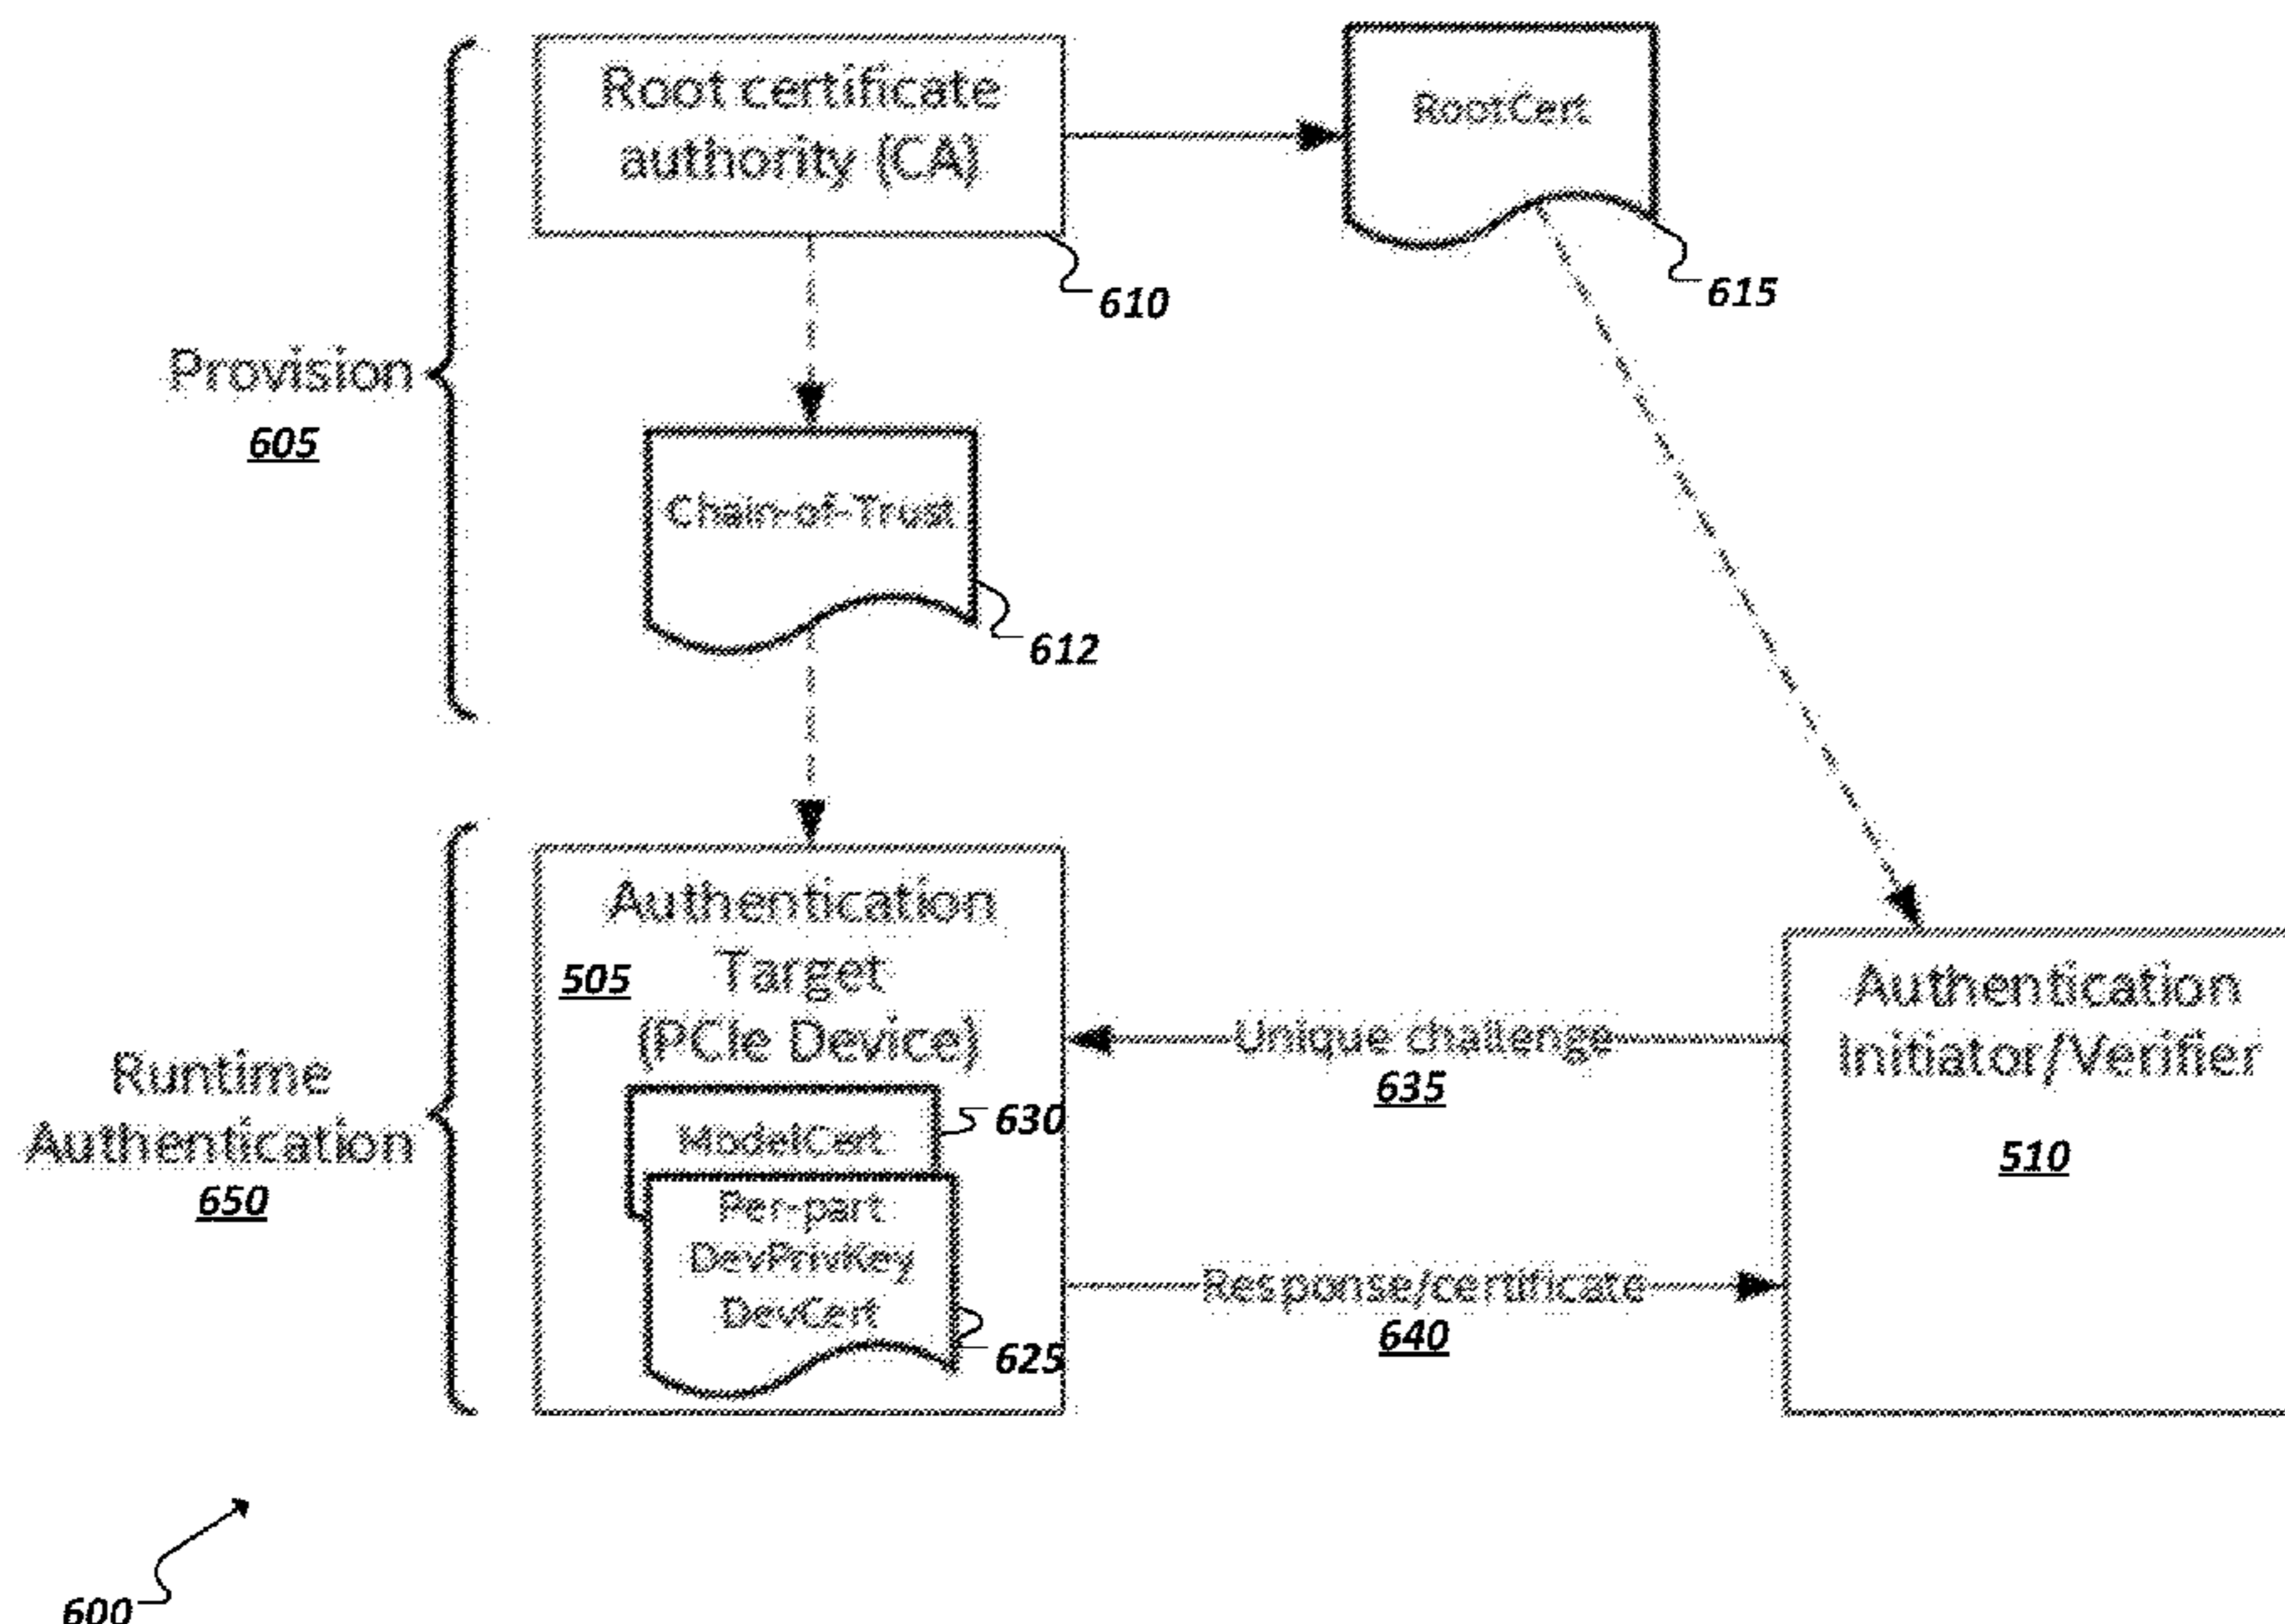 Root certificate
authority (CA)
610
RootCert
615
Provision
605
Chain-of-Trust
612
Authentication
Target
(PCIe Device)
505
ModelCert
630
Per-part
DevPrivKey
DevCert
625
Runtime
Authentication
650
Unique challenge
635
Response/certificate
640
Authentication
Initiator/Verifier
510
600